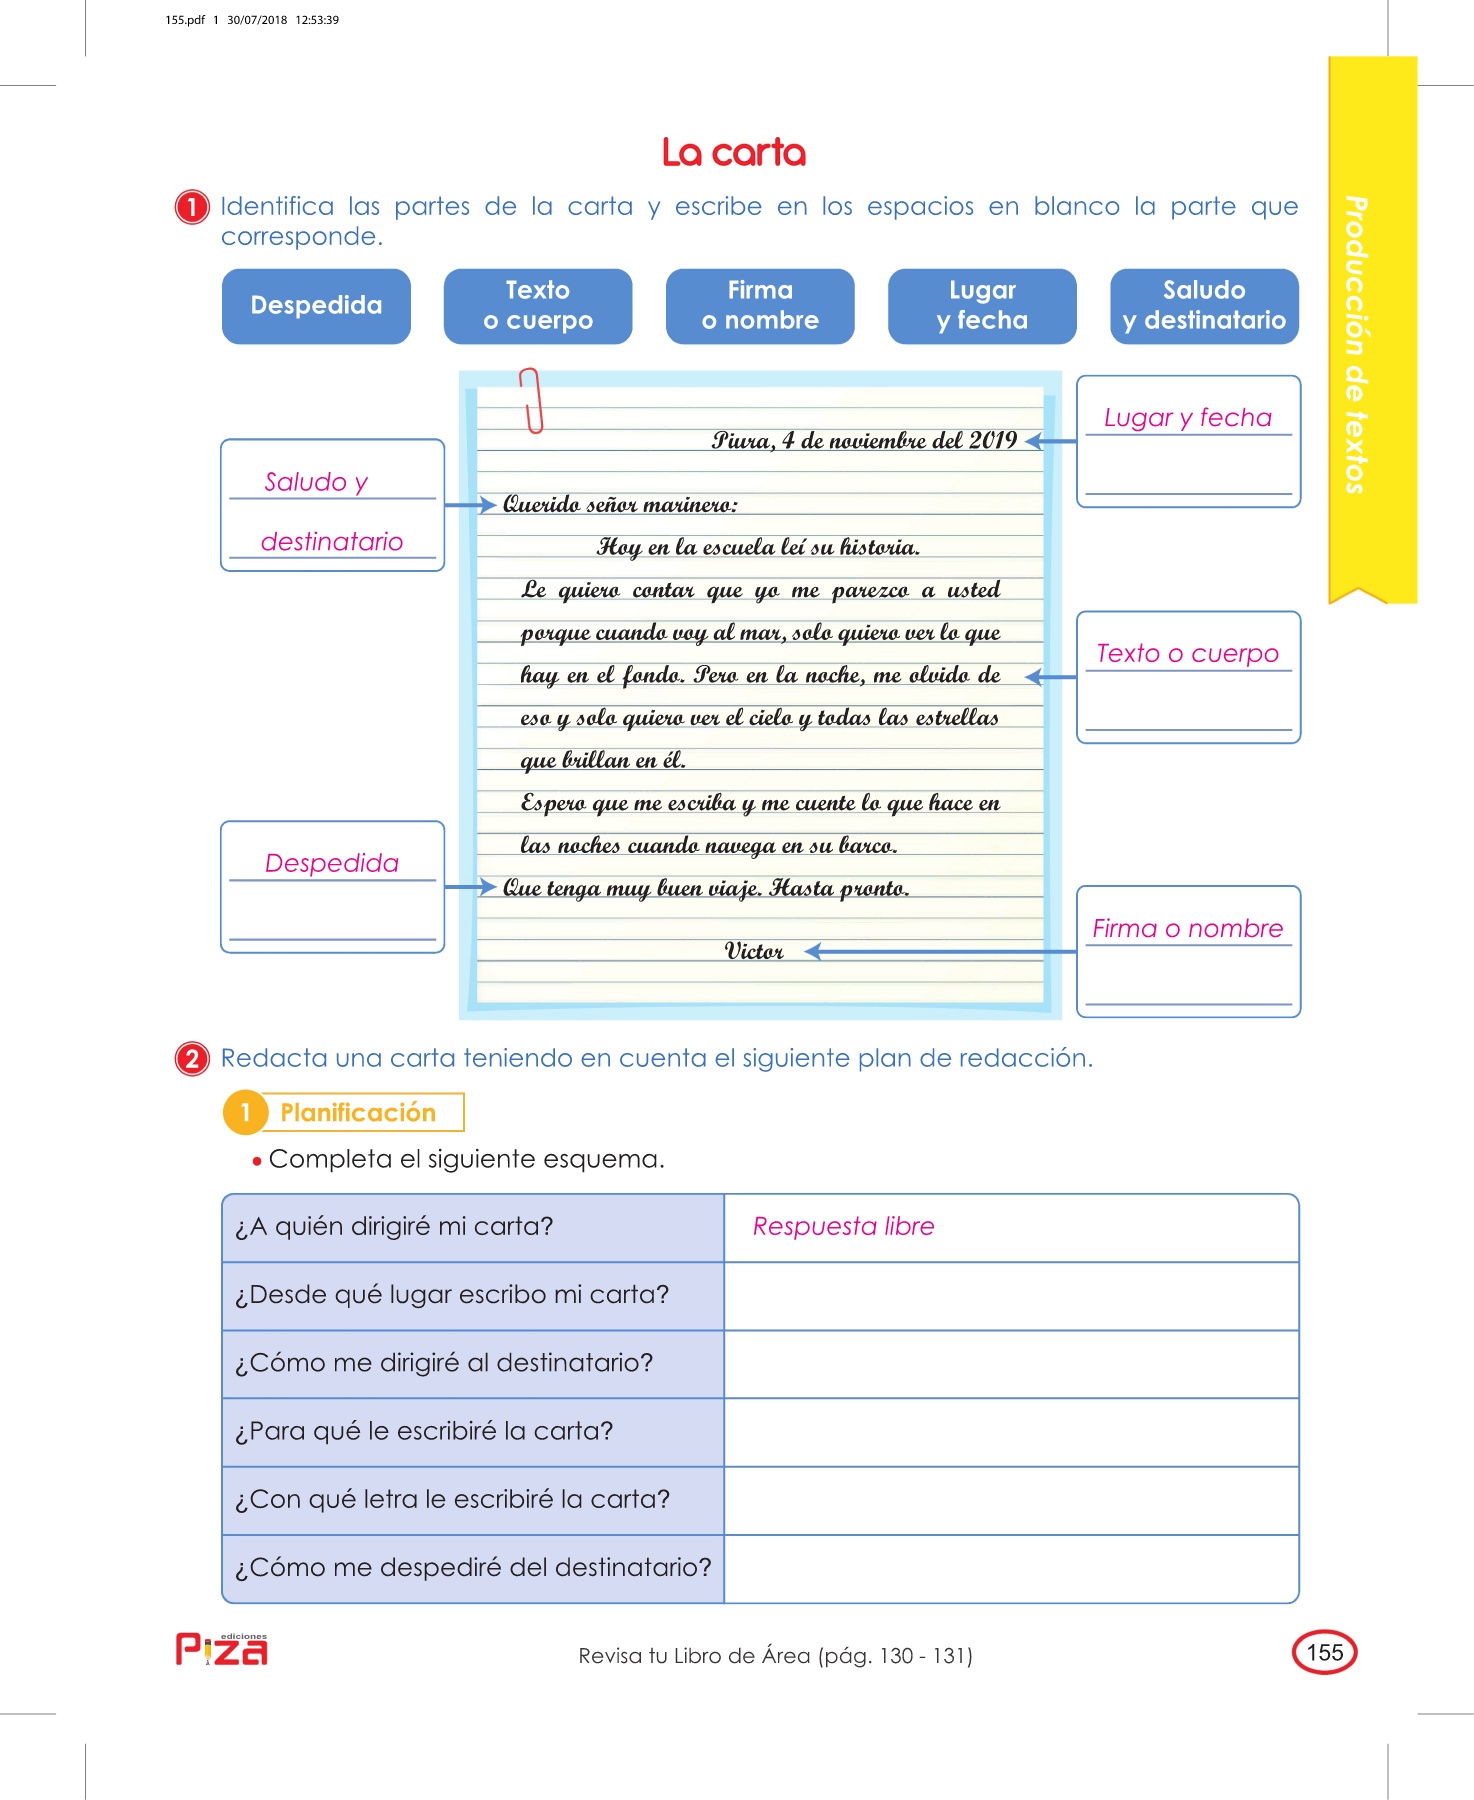 155.pdf 1 30/07/2018 12:53:39
Producción de textos
La carta
1 Identifica las partes de la carta y escribe en los espacios en blanco la parte que
corresponde.
Despedida
Texto
o cuerpo
Firma
o nombre
Lugar
y fecha
Saludo
y destinatario
Lugar y fecha
Piura, 4 de noviembre del 2019
Saludo y
destinatario
Querido señor marinero:
Hoy en la escuela leí su historia.
Le quiero contar que yo me parezco a usted
porque cuando voy al mar, solo quiero ver lo que
hay en el fondo. Pero en la noche, me olvido de
eso y solo quiero ver el cielo y todas las estrellas
que brillan en él.
Espero que me escriba y me cuente lo que hace en
las noches cuando navega en su barco.
Texto o cuerpo
Despedida
Que tenga muy buen viaje. Hasta pronto.
Victor
Firma o nombre
2 Redacta una carta teniendo en cuenta el siguiente plan de redacción.
1 Planificación
• Completa el siguiente esquema.
¿A quién dirigiré mi carta? Respuesta libre
¿Desde qué lugar escribo mi carta?
¿Cómo me dirigiré al destinatario?
¿Para qué le escribiré la carta?
¿Con qué letra le escribiré la carta?
¿Cómo me despediré del destinatario?
ediciones
Piza
Revisa tu Libro de Área (pág. 130 - 131)
155